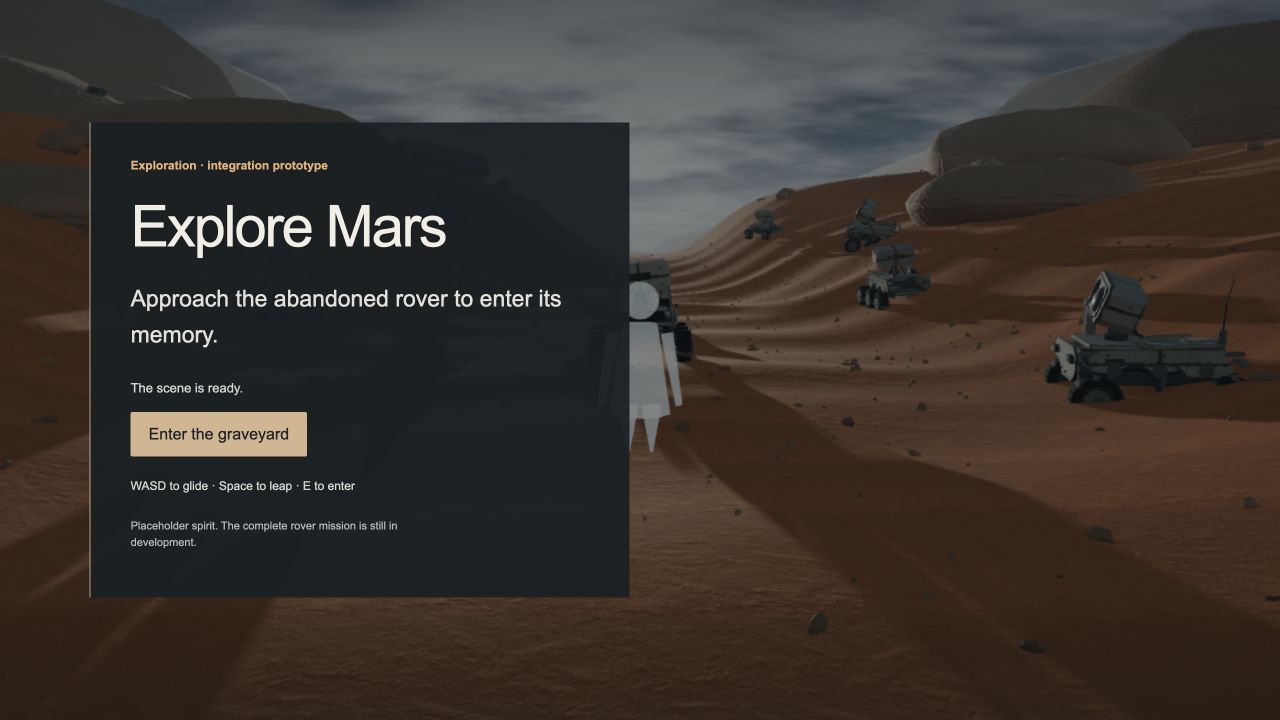 Exploration · integration prototype
Explore Mars
Approach the abandoned rover to enter its
memory.
The scene is ready.
Enter the graveyard
WASD to glide · Space to leap · E to enter
Placeholder spirit. The complete rover mission is still in
development.